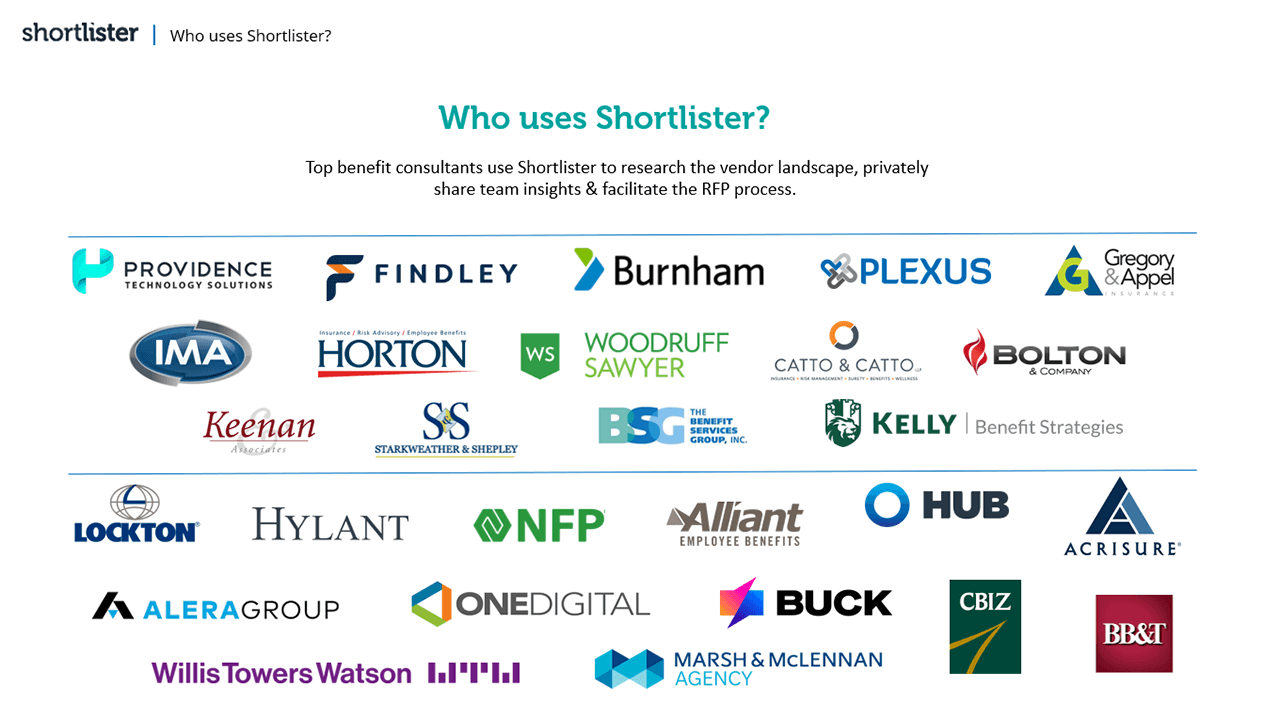 shortlister | Who uses Shortlister?
Who uses Shortlister?
Top benefit consultants use Shortlister to research the vendor landscape, privately
share team insights & facilitate the RFP process.
PROVIDENCE
TECHNOLOGY SOLUTIONS
FINDLEY
Burnham
PLEXUS
G
Gregory
& Appel
INSURANCE
IMA
Insurance / Risk Advisory / Employee Benefits
HORTON
WS
WOODRUFF
SAWYER
CATTO & CATTO LLP
INSURANCE • RISK MANAGEMENT • SURETY • BENEFITS • WELLNESS
BOLTON
& COMPANY
Keenan
& Associates
S&S
STARKWEATHER & SHEPLEY
BSG
THE
BENEFIT
SERVICES
GROUP, INC.
KELLY | Benefit Strategies
LOCKTON®
HYLANT
NFP
Alliant
EMPLOYEE BENEFITS
HUB
ACRISURE®
ALERAGROUP
ONEDIGITAL
BUCK
CBIZ
BB&T
Willis Towers Watson
MARSH & McLENNAN
AGENCY